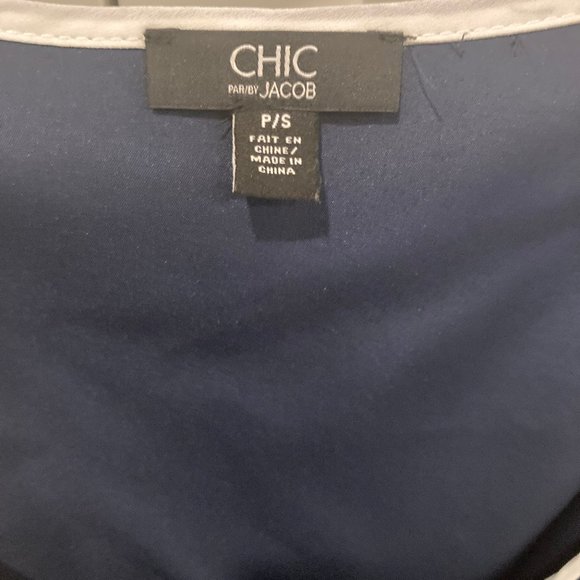 CHIC
PAR/BY JACOB
P/S
FAIT EN
CHINE/
MADE IN
CHINA